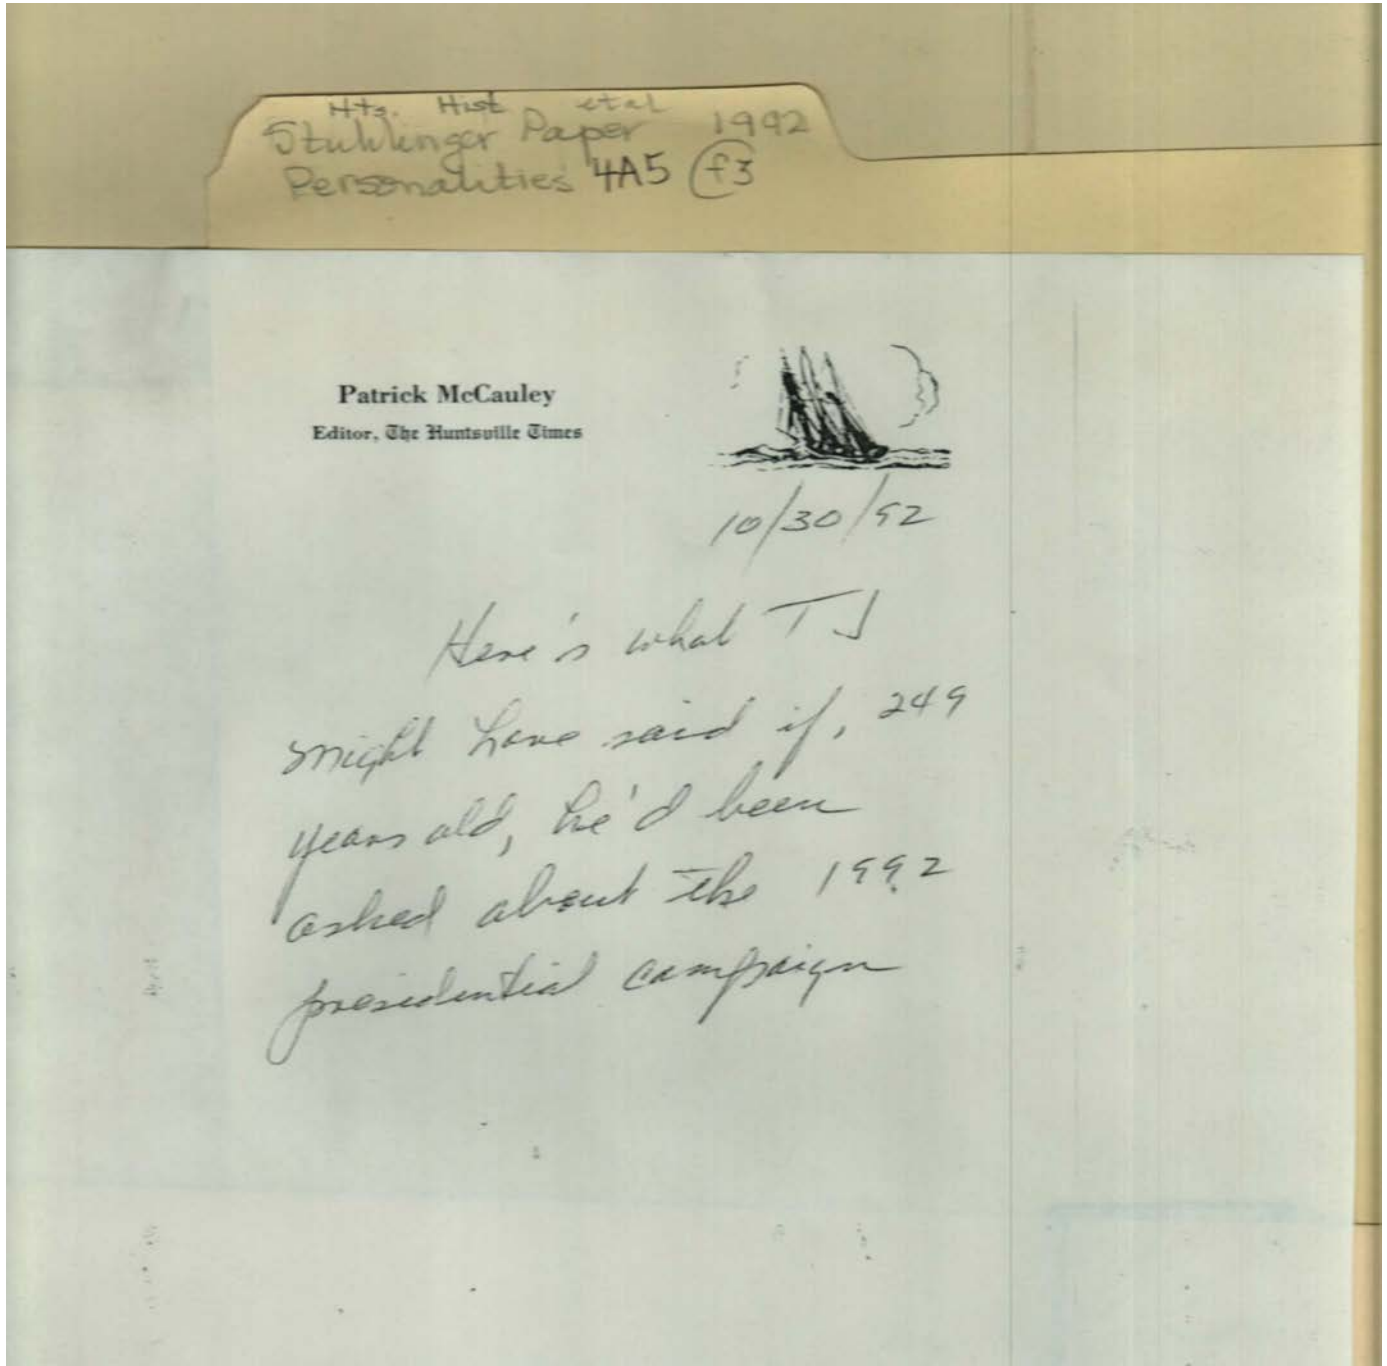 Hts. Hist et al
Stuhlinger Paper 1992
Personalities 4A5 f3
Patrick McCauley
Editor, The Huntsville Times
10/30/92
Here's what TJ
might have said if, 249
years old, he'd been
asked about the 1992
presidential campaign